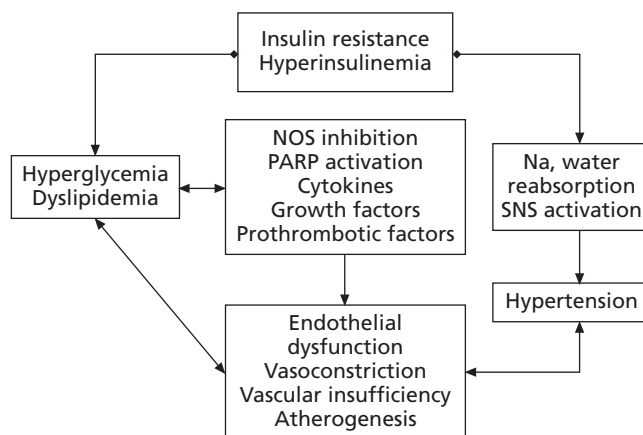 Insulin resistance
Hyperinsulinemia
NOS inhibition
PARP activation
Cytokines
Growth factors
Prothrombotic factors
Hyperglycemia
Dyslipidemia
Na, water
reabsorption
SNS activation
Hypertension
Endothelial
dysfunction
Vasoconstriction
Vascular insufficiency
Atherogenesis